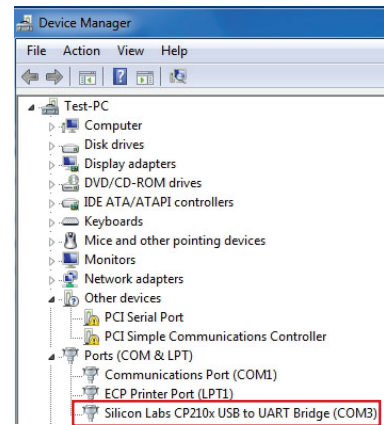 Device Manager
File Action View Help
Test-PC
Computer
Disk drives
Display adapters
DVD/CD-ROM drives
IDE ATA/ATAPI controllers
Keyboards
Mice and other pointing devices
Monitors
Network adapters
Other devices
PCI Serial Port
PCI Simple Communications Controller
Ports (COM & LPT)
Communications Port (COM1)
ECP Printer Port (LPT1)
Silicon Labs CP210x USB to UART Bridge (COM3)